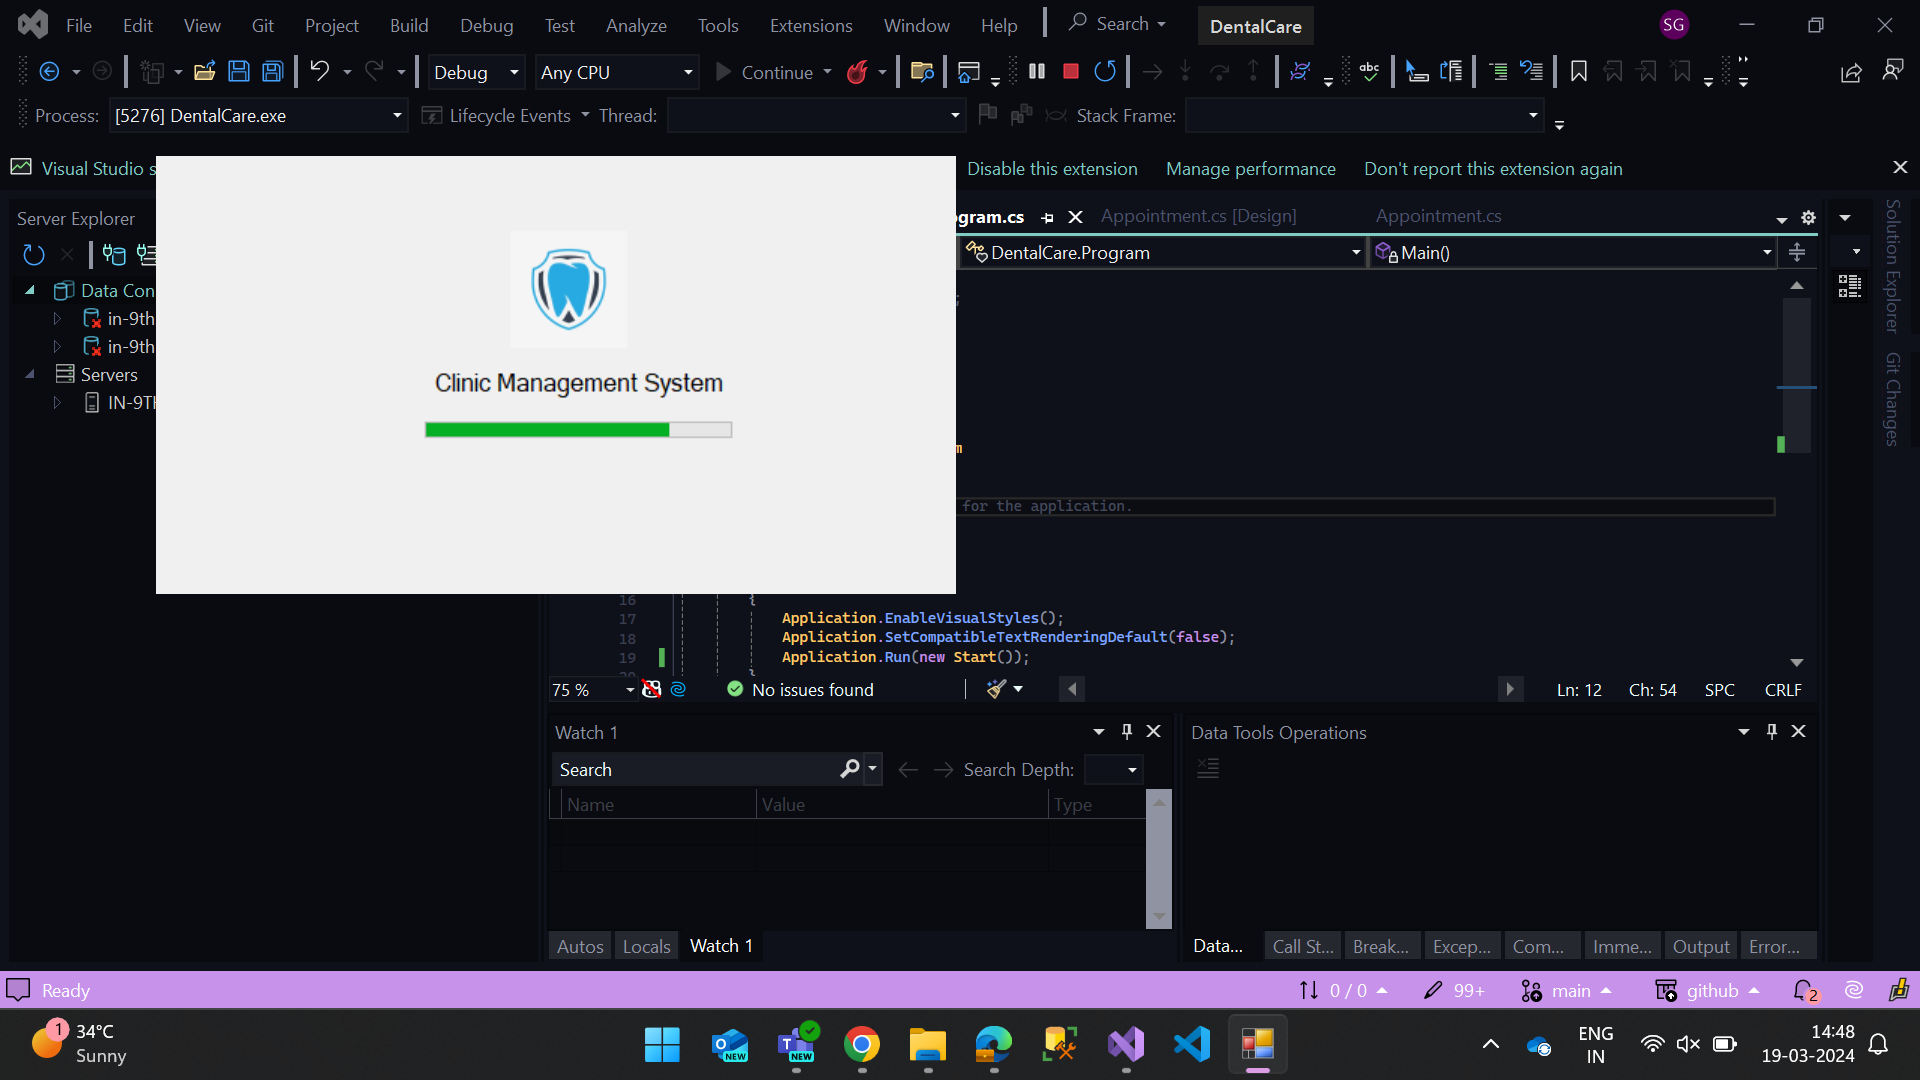 File Edit View Git Project Build Debug Test Analyze Tools Extensions Window Help Search DentalCare SG
Debug Any CPU Continue abc
Process: [5276] DentalCare.exe Lifecycle Events Thread: Stack Frame:
Visual Studio s Disable this extension Manage performance Don't report this extension again
Server Explorer
Data Con
in-9th
in-9th
Servers
IN-9TH
Clinic Management System
ogram.cs Appointment.cs [Design] Appointment.cs
DentalCare.Program Main()
;
m
for the application.
16 {
17 Application.EnableVisualStyles();
18 Application.SetCompatibleTextRenderingDefault(false);
19 Application.Run(new Start());
75 % No issues found Ln: 12 Ch: 54 SPC CRLF
Solution Explorer
Git Changes
Watch 1
Search Search Depth:
Name Value Type
Autos Locals Watch 1
Data Tools Operations
Data... Call St... Break... Excep... Com... Imme... Output Error...
Ready 0 / 0 99+ main github 2
1 34°C
Sunny
NEW
NEW
ENG
IN
14:48
19-03-2024